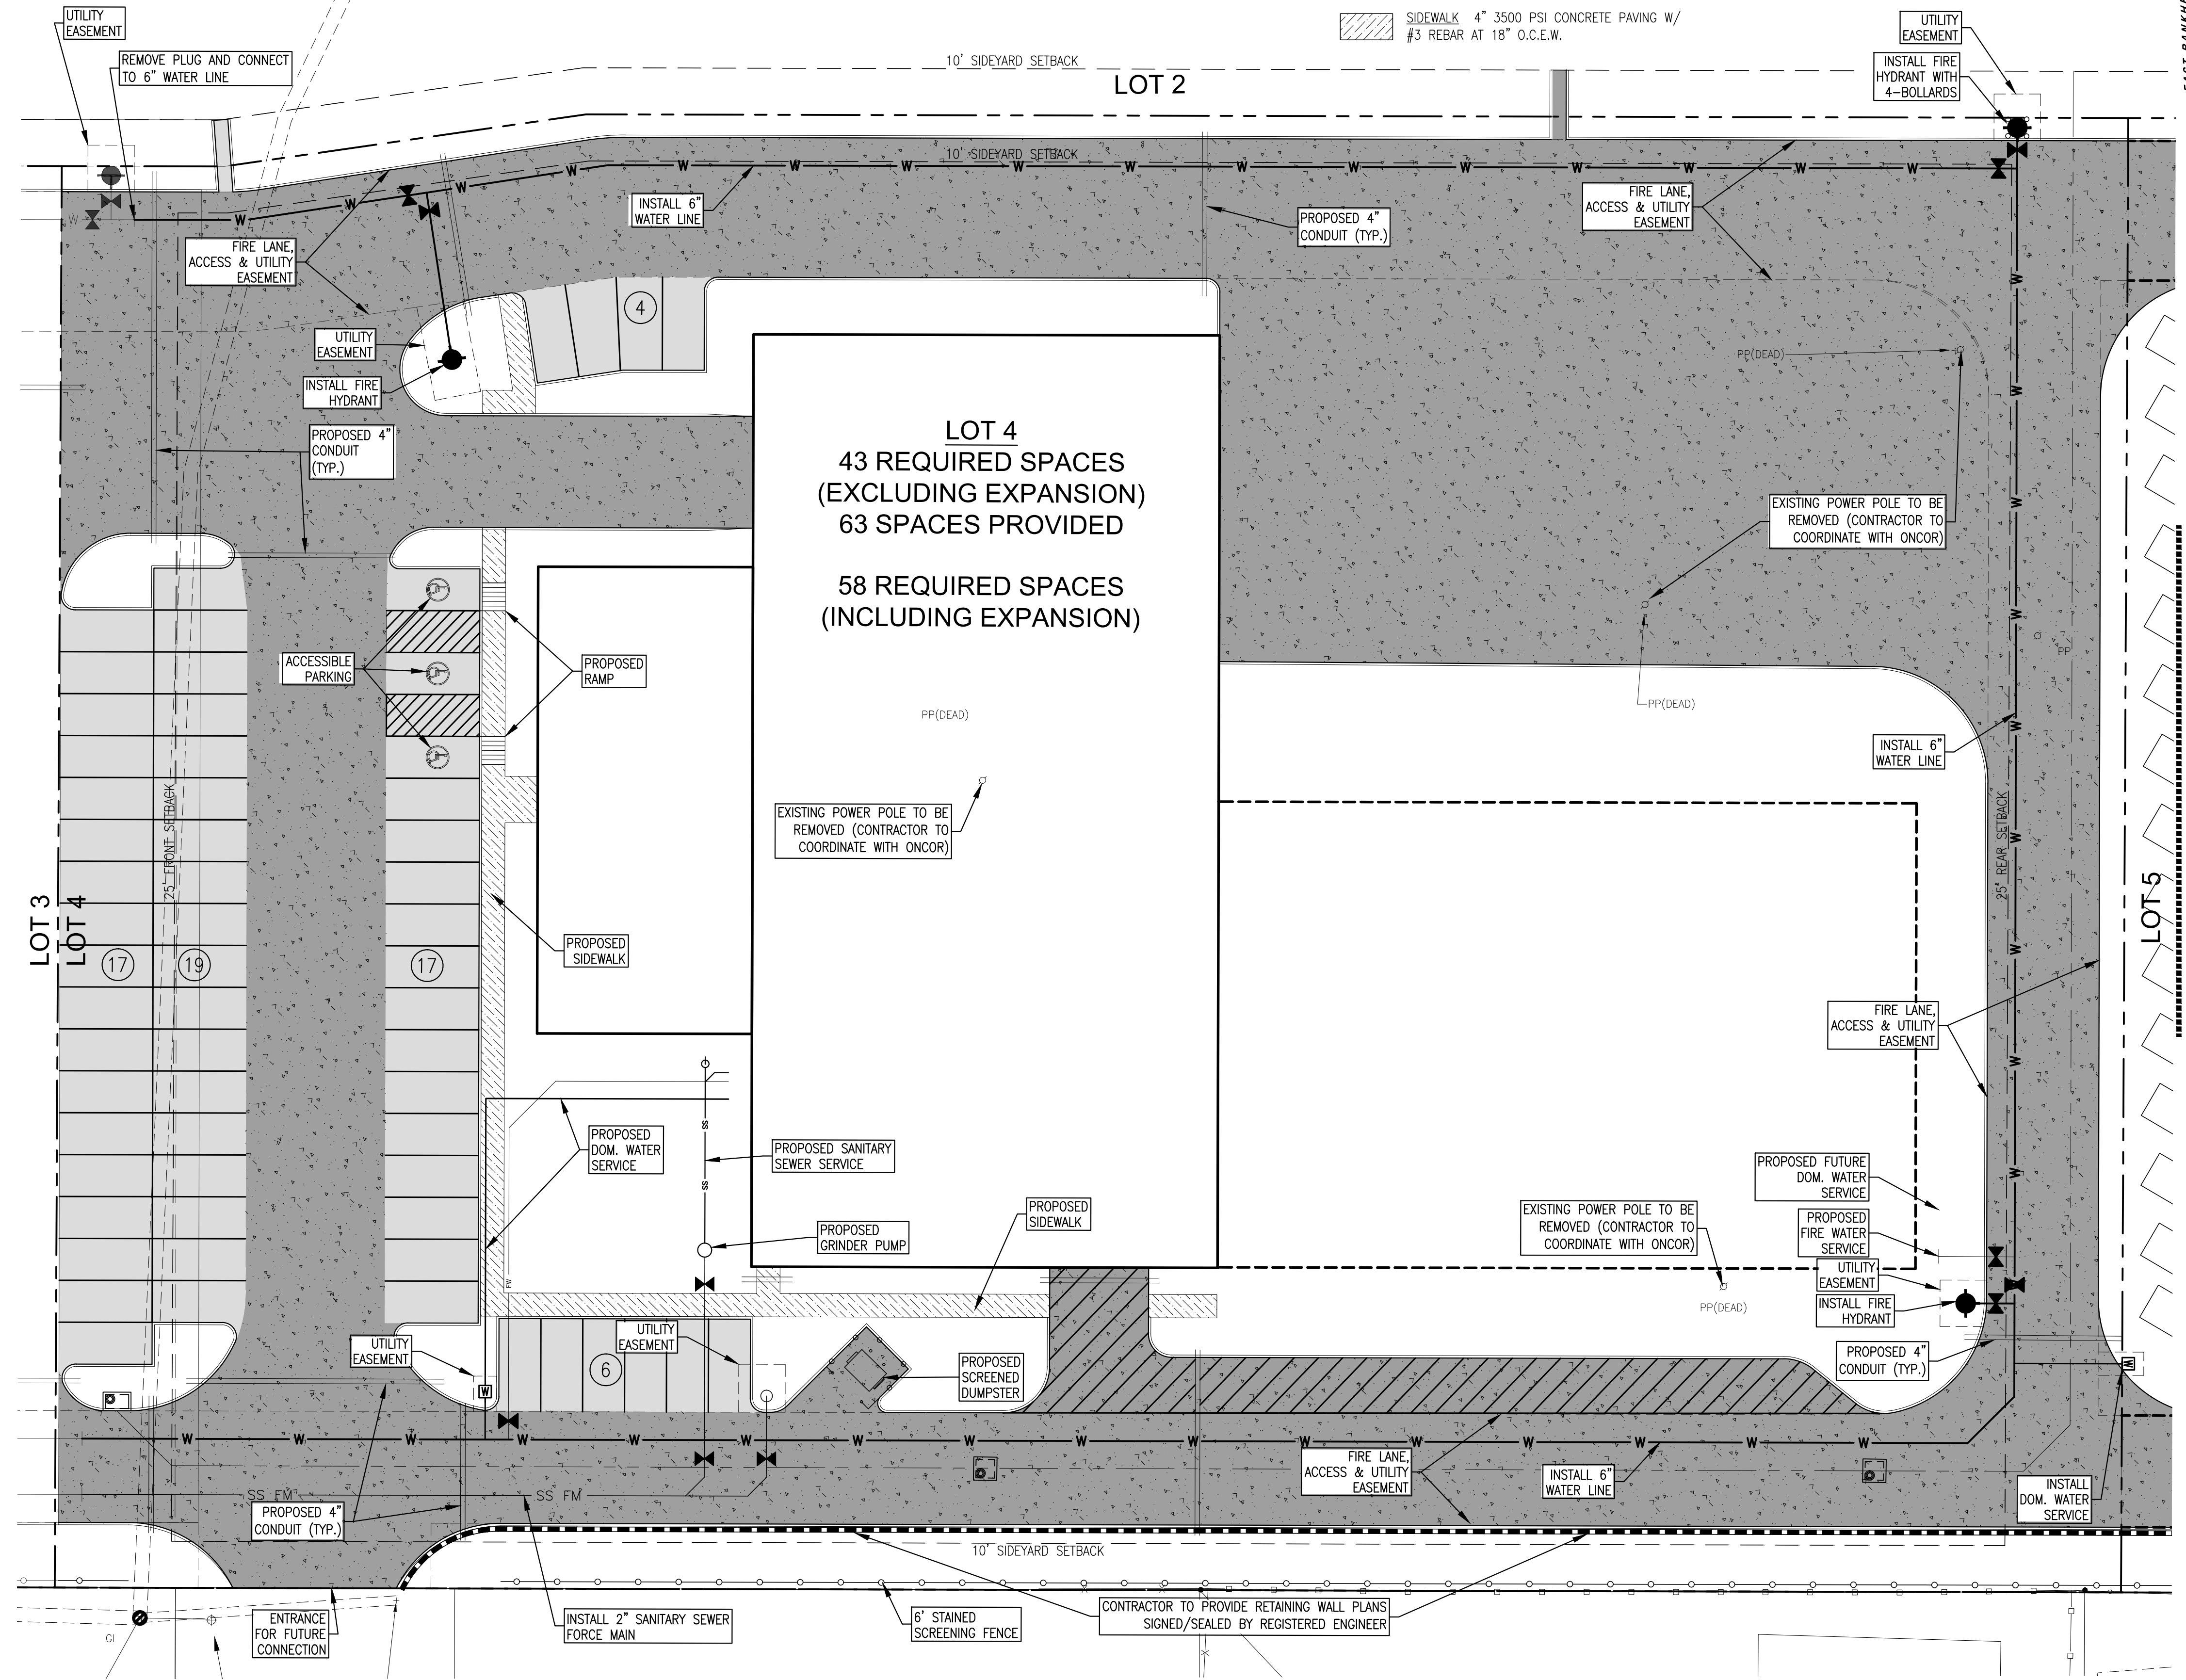 UTILITY
EASEMENT
REMOVE PLUG AND CONNECT
TO 6" WATER LINE
SIDEWALK 4" 3500 PSI CONCRETE PAVING W/
#3 REBAR AT 18" O.C.E.W.
UTILITY
EASEMENT
INSTALL FIRE
HYDRANT WITH
4-BOLLARDS
10' SIDEYARD SETBACK
LOT 2
10' SIDEYARD SETBACK
W
INSTALL 6"
WATER LINE
PROPOSED 4"
CONDUIT (TYP.)
FIRE LANE,
ACCESS & UTILITY
EASEMENT
FIRE LANE,
ACCESS & UTILITY
EASEMENT
4
UTILITY
EASEMENT
INSTALL FIRE
HYDRANT
PROPOSED 4"
CONDUIT
(TYP.)
PP(DEAD)
LOT 4
43 REQUIRED SPACES
(EXCLUDING EXPANSION)
63 SPACES PROVIDED
58 REQUIRED SPACES
(INCLUDING EXPANSION)
EXISTING POWER POLE TO BE
REMOVED (CONTRACTOR TO
COORDINATE WITH ONCOR)
PP
ACCESSIBLE
PARKING
PROPOSED
RAMP
PP(DEAD)
PP(DEAD)
INSTALL 6"
WATER LINE
25' FRONT SETBACK
25' REAR SETBACK
EXISTING POWER POLE TO BE
REMOVED (CONTRACTOR TO
COORDINATE WITH ONCOR)
LOT 3
LOT 4
LOT 5
17
19
17
PROPOSED
SIDEWALK
FIRE LANE,
ACCESS & UTILITY
EASEMENT
PROPOSED
DOM. WATER
SERVICE
SS
SS
PROPOSED SANITARY
SEWER SERVICE
PROPOSED FUTURE
DOM. WATER
SERVICE
PROPOSED
SIDEWALK
EXISTING POWER POLE TO BE
REMOVED (CONTRACTOR TO
COORDINATE WITH ONCOR)
PROPOSED
FIRE WATER
SERVICE
PROPOSED
GRINDER PUMP
FW
UTILITY
EASEMENT
INSTALL FIRE
HYDRANT
PP(DEAD)
UTILITY
EASEMENT
UTILITY
EASEMENT
6
PROPOSED
SCREENED
DUMPSTER
PROPOSED 4"
CONDUIT (TYP.)
W
W
FIRE LANE,
ACCESS & UTILITY
EASEMENT
INSTALL 6"
WATER LINE
INSTALL
DOM. WATER
SERVICE
SS FM
SS FM
PROPOSED 4"
CONDUIT (TYP.)
10' SIDEYARD SETBACK
GI
ENTRANCE
FOR FUTURE
CONNECTION
INSTALL 2" SANITARY SEWER
FORCE MAIN
6' STAINED
SCREENING FENCE
CONTRACTOR TO PROVIDE RETAINING WALL PLANS
SIGNED/SEALED BY REGISTERED ENGINEER